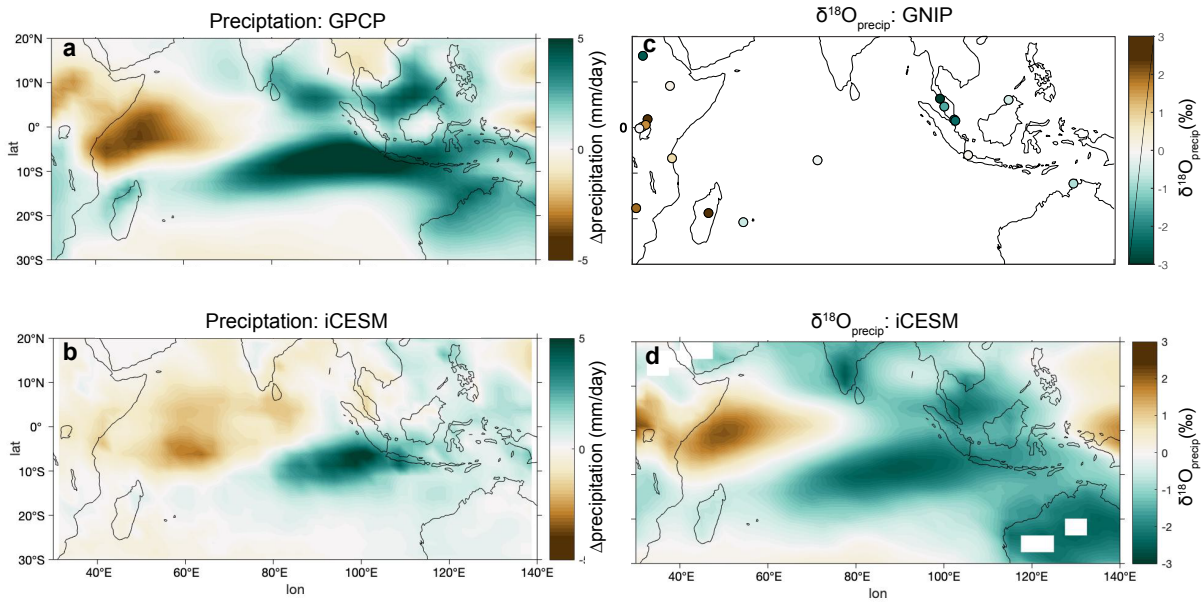 Precipitation: GPCP
a
20°N
10°N
0°
10°S
20°S
30°S
lat
5
0
-5
Δprecipitation (mm/day)
δ18Oprecip: GNIP
c
0
3
2
1
0
-1
-2
-3
δ18Oprecip(‰)
Preciptation: iCESM
b
20°N
10°N
0°
10°S
20°S
30°S
lat
40°E
60°E
80°E
100°E
120°E
140°E
lon
5
0
-5
Δprecipitation (mm/day)
δ18Oprecip: iCESM
d
40°E
60°E
80°E
100°E
120°E
140°E
lon
3
2
1
0
-1
-2
-3
δ18Oprecip(‰)